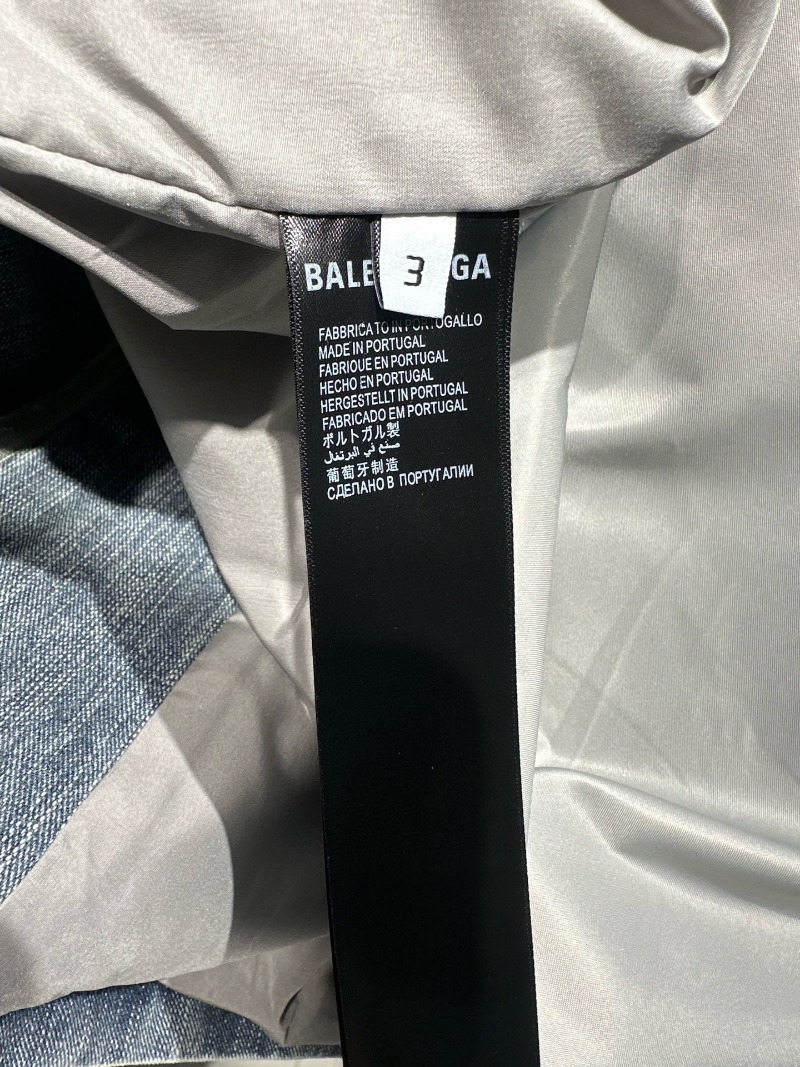 BALE 3 GA
FABBRICATO IN PORTOGALLO
MADE IN PORTUGAL
FABRIOUE EN PORTUGAL
HECHO EN PORTUGAL
HERGESTELLT IN PORTUGAL
FABRICADO EM PORTUGAL
ポルトガル製
صنع في البرتغال
葡萄牙制造
СДЕЛАНО В ПОРТУГАЛИИ